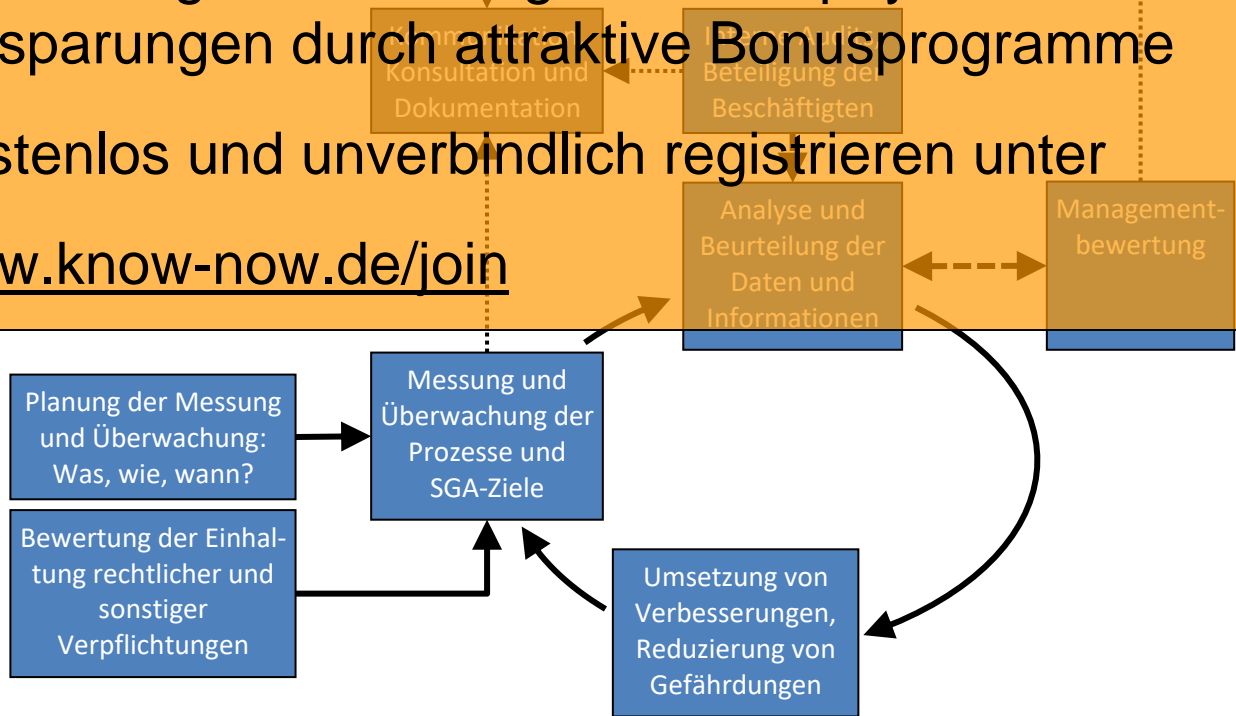 sparungen durch attraktive Bonusprogramme
Kommunikation
Konsultation und
Dokumentation
Interne Audits,
Beteiligung der
Beschäftigten
stenlos und unverbindlich registrieren unter
w.know-now.de/join
Analyse und
Beurteilung der
Daten und
Informationen
Management-
bewertung
Messung und
Überwachung der
Prozesse und
SGA-Ziele
Planung der Messung
und Überwachung:
Was, wie, wann?
Bewertung der Einhal-
tung rechtlicher und
sonstiger
Verpflichtungen
Umsetzung von
Verbesserungen,
Reduzierung von
Gefährdungen